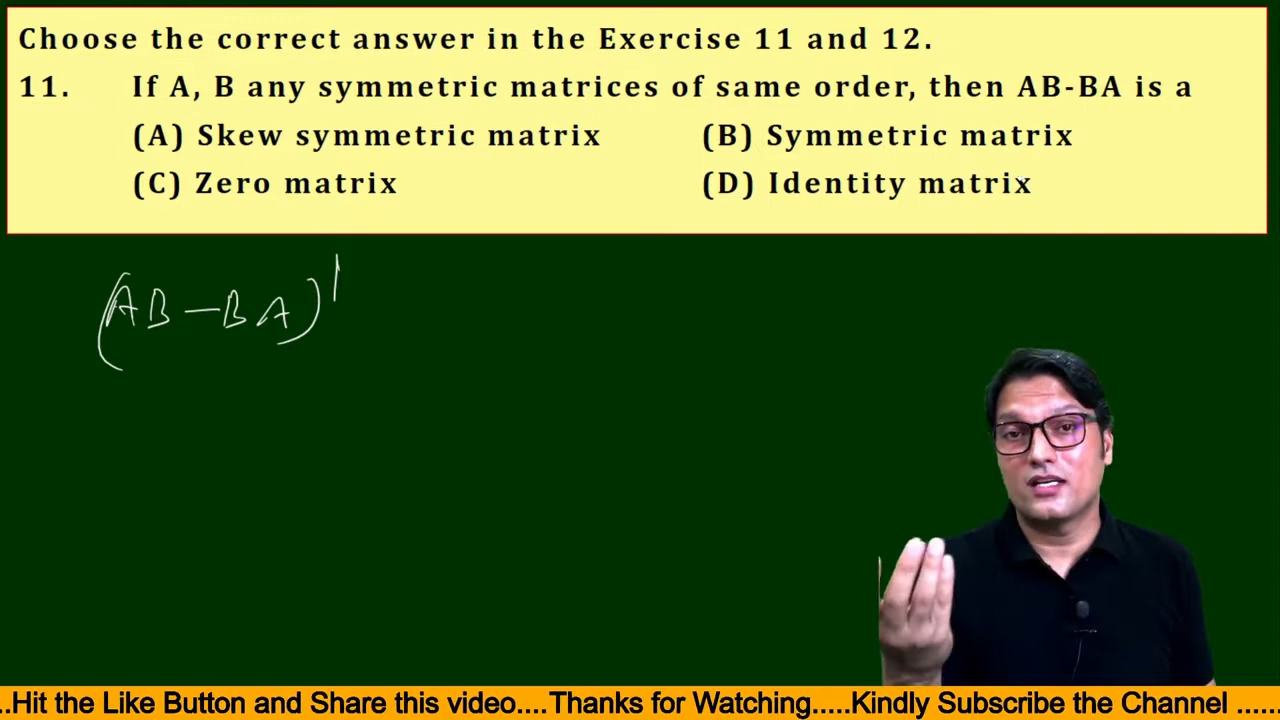 Choose the correct answer in the Exercise 11 and 12.
11. If A, B any symmetric matrices of same order, then AB-BA is a
(A) Skew symmetric matrix (B) Symmetric matrix
(C) Zero matrix (D) Identity matrix
(AB-BA)'
..Hit the Like Button and Share this video....Thanks for Watching.....Kindly Subscribe the Channel ......